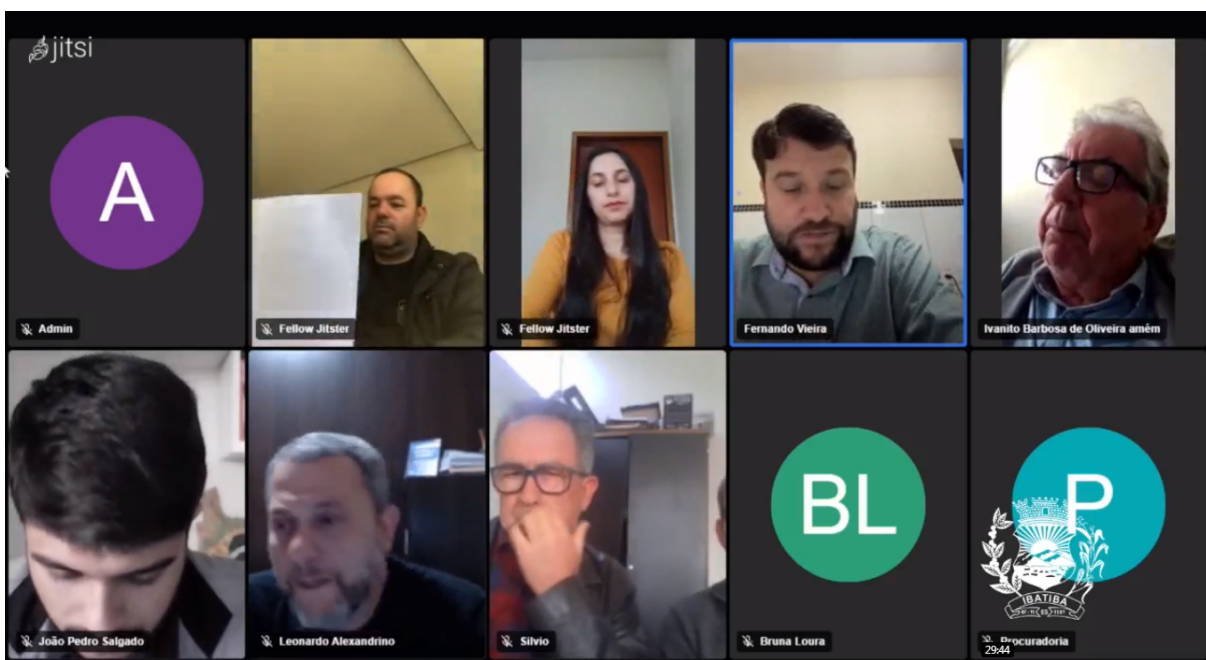 jitsi
A
Admin
Fellow Jitster
Fellow Jitster
Fernando Vieira
Ivanito Barbosa de Oliveira amém
BL
P
IBATIBA
João Pedro Salgado
Leonardo Alexandrino
Silvio
Bruna Loura
Procuradoria
29:44